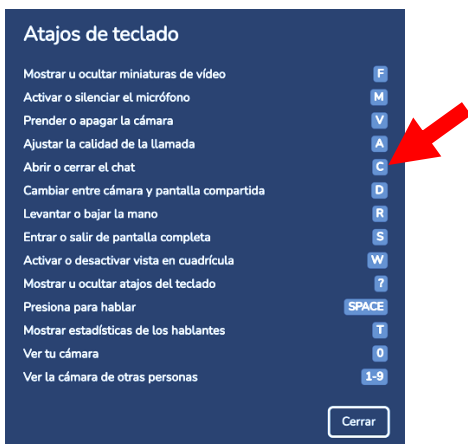 Atajos de teclado
Mostrar u ocultar miniaturas de vídeo F
Activar o silenciar el micrófono M
Prender o apagar la cámara V
Ajustar la calidad de la llamada A
Abrir o cerrar el chat C
Cambiar entre cámara y pantalla compartida D
Levantar o bajar la mano R
Entrar o salir de pantalla completa S
Activar o desactivar vista en cuadrícula W
Mostrar u ocultar atajos del teclado ?
Presiona para hablar SPACE
Mostrar estadísticas de los hablantes T
Ver tu cámara 0
Ver la cámara de otras personas 1-9
Cerrar